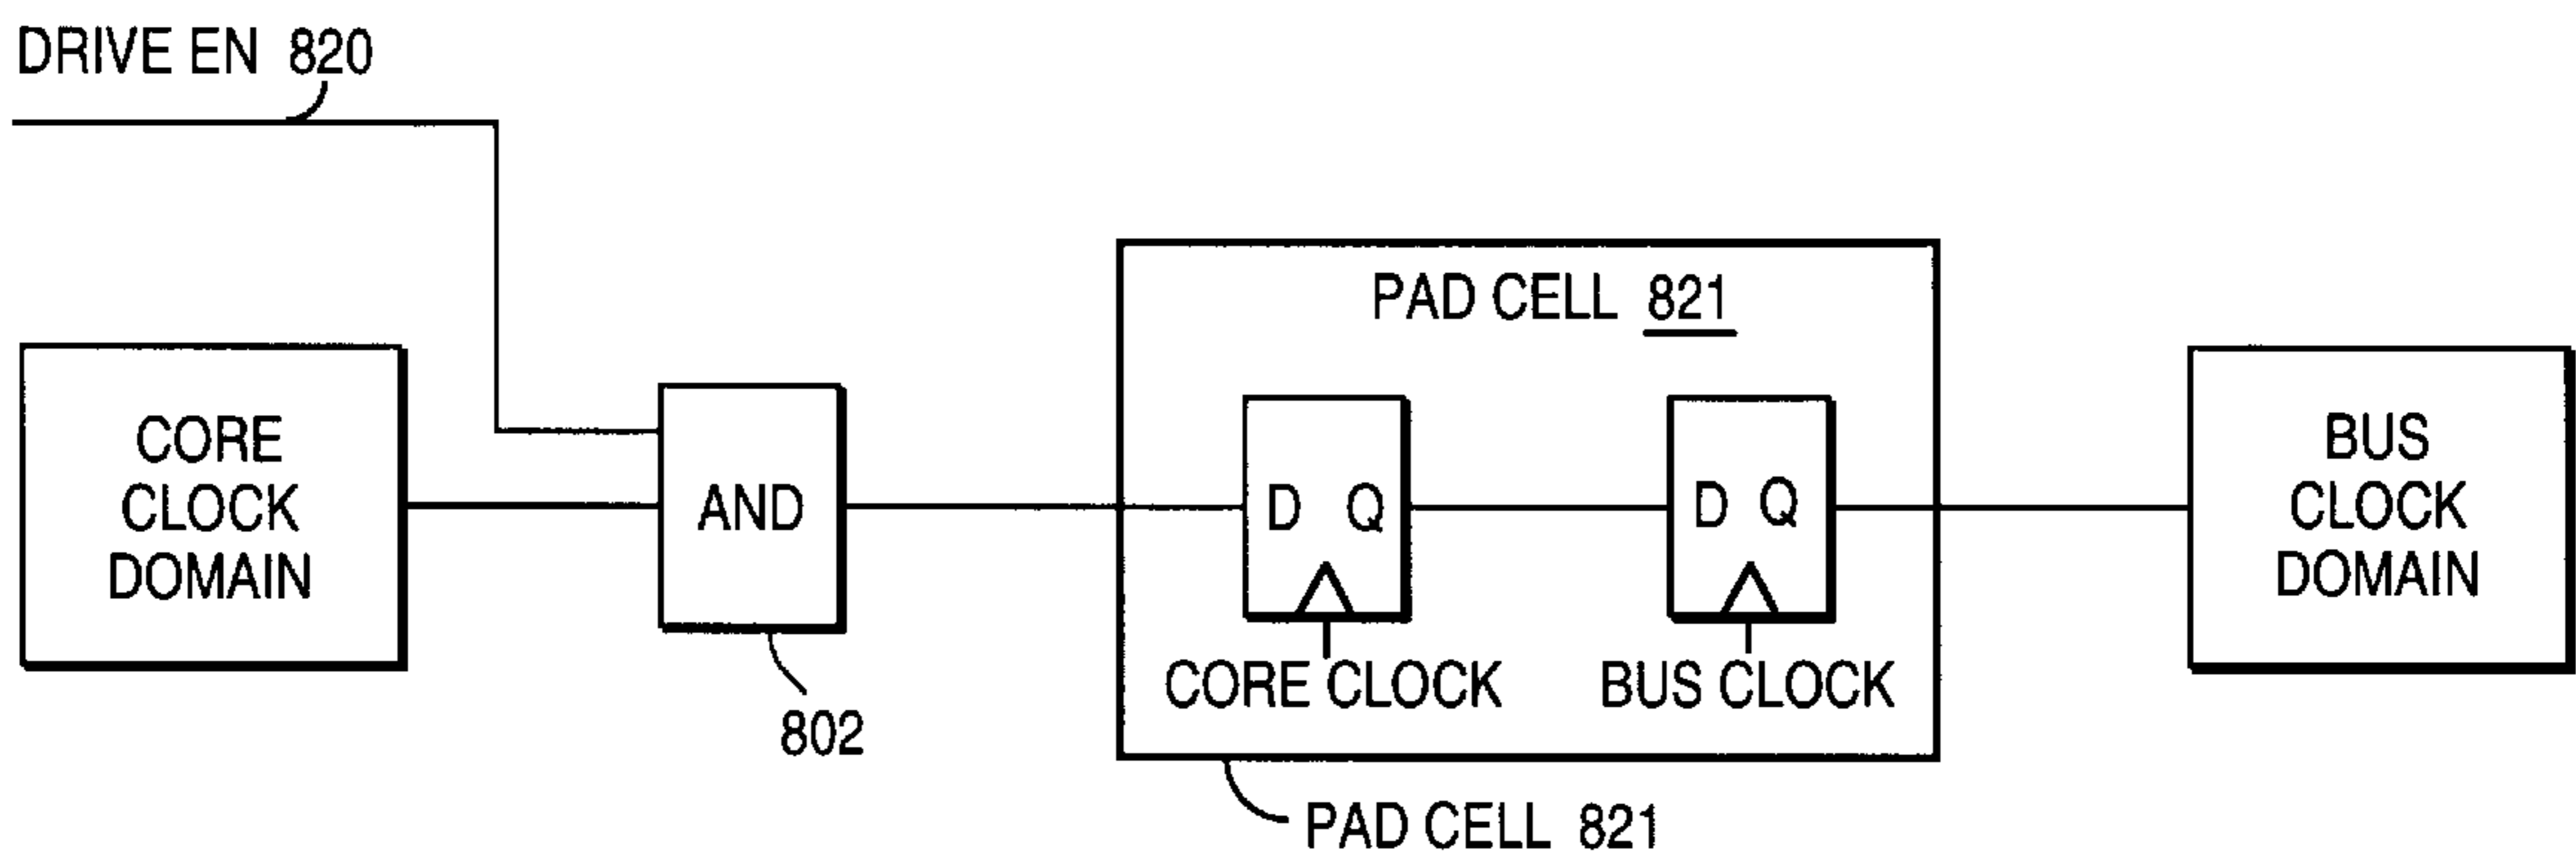 DRIVE EN 820
CORE
CLOCK
DOMAIN
AND
802
PAD CELL 821
D Q
CORE CLOCK
D Q
BUS CLOCK
PAD CELL 821
BUS
CLOCK
DOMAIN